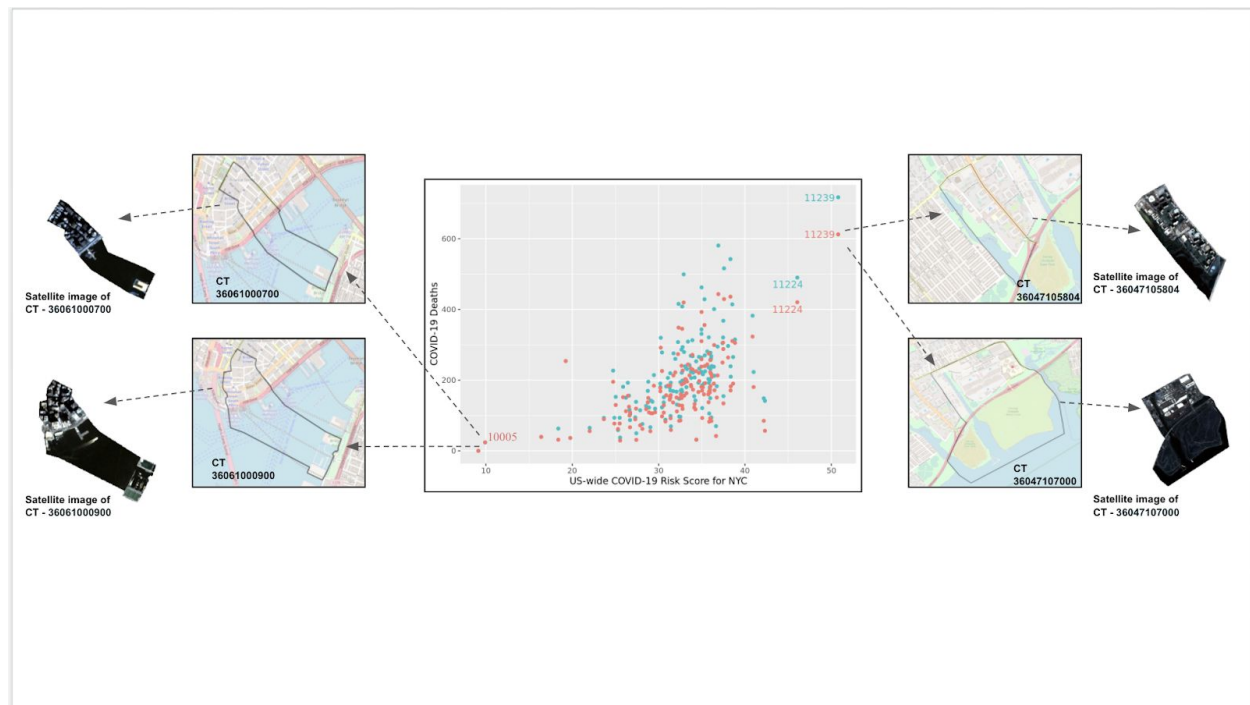 CT
36061000700
Satellite image of
CT - 36061000700
CT
36061000900
Satellite image of
CT - 36061000900
COVID-19 Deaths
600
400
200
0
11239
11239
11224
11224
10005
10
20
30
40
50
US-wide COVID-19 Risk Score for NYC
CT
36047105804
Satellite image of
CT - 36047105804
CT
36047107000
Satellite image of
CT - 36047107000